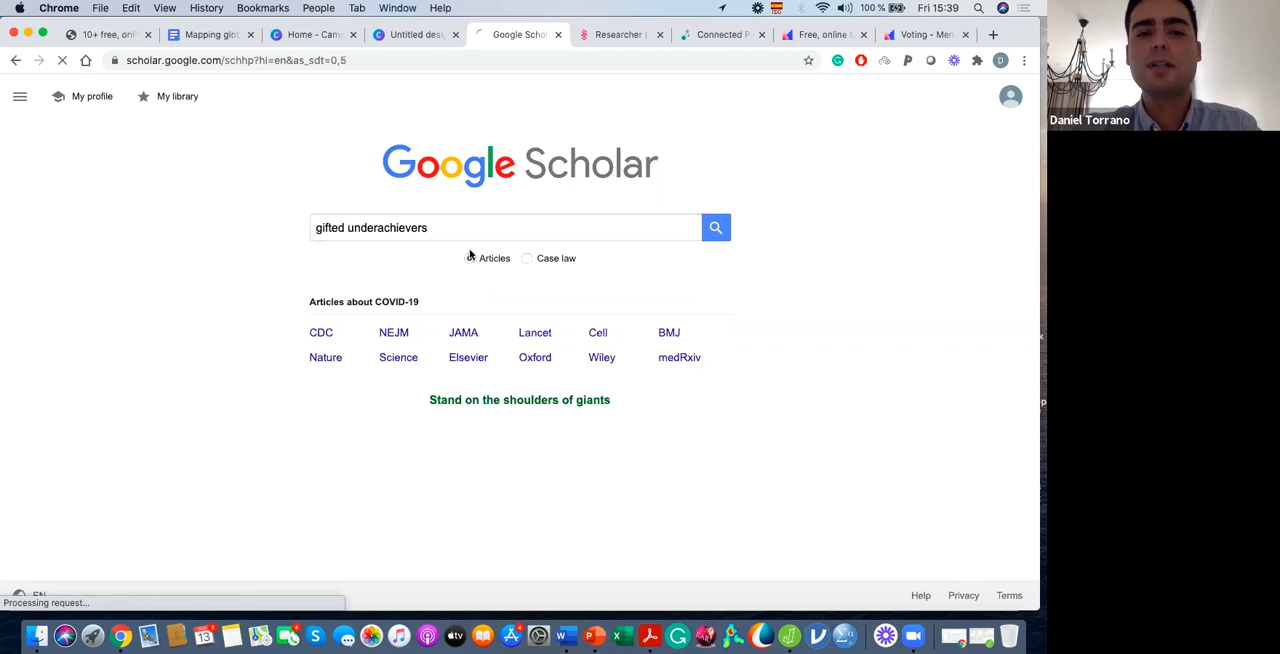 Chrome File Edit View History Bookmarks People Tab Window Help 100 % Fri 15:39
10+ free, onl Mapping glob Home - Canv Untitled desi Google Schol Researcher | Connected P Free, online Voting - Men
scholar.google.com/schhp?hl=en&as_sdt=0,5 D
My profile My library
Daniel Torrano
Google Scholar
gifted underachievers
Articles Case law
Articles about COVID-19
CDC NEJM JAMA Lancet Cell BMJ
Nature Science Elsevier Oxford Wiley medRxiv
Stand on the shoulders of giants
EN Help Privacy Terms
Processing request...